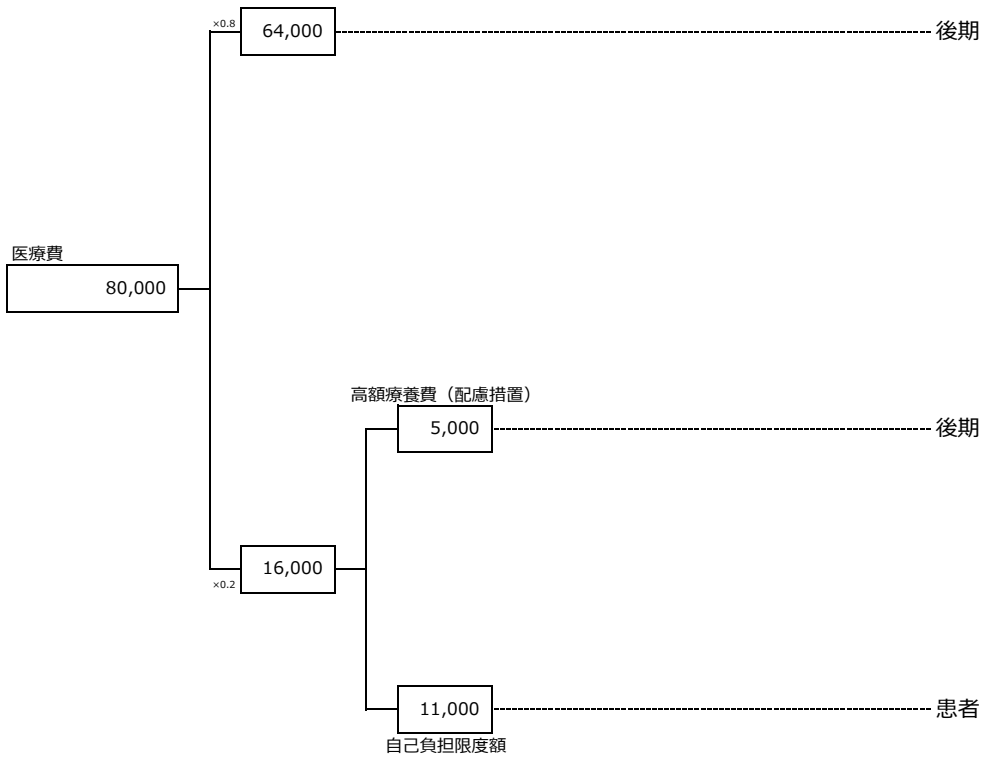 ×0.8
64,000
後期
医療費
80,000
高額療養費（配慮措置）
5,000
後期
16,000
×0.2
11,000
患者
自己負担限度額